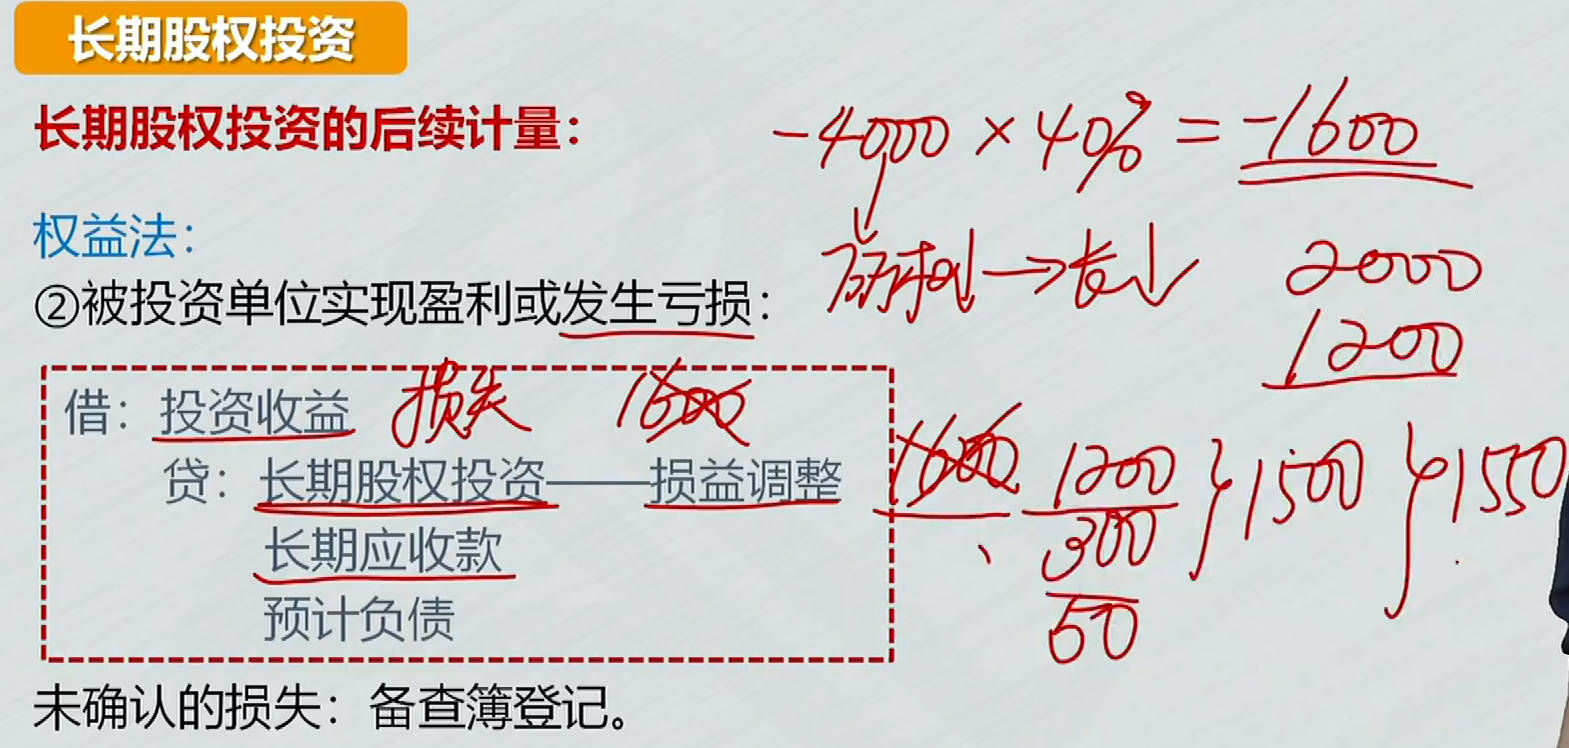 长期股权投资
长期股权投资的后续计量：
-4000 × 40% = -1600
权益法：
2000
②被投资单位实现盈利或发生亏损：
1200
借：投资收益 损失 1600
贷：长期股权投资——损益调整 1600 1200 } 1500 } 1550
长期应收款 300
预计负债 50
未确认的损失：备查簿登记。